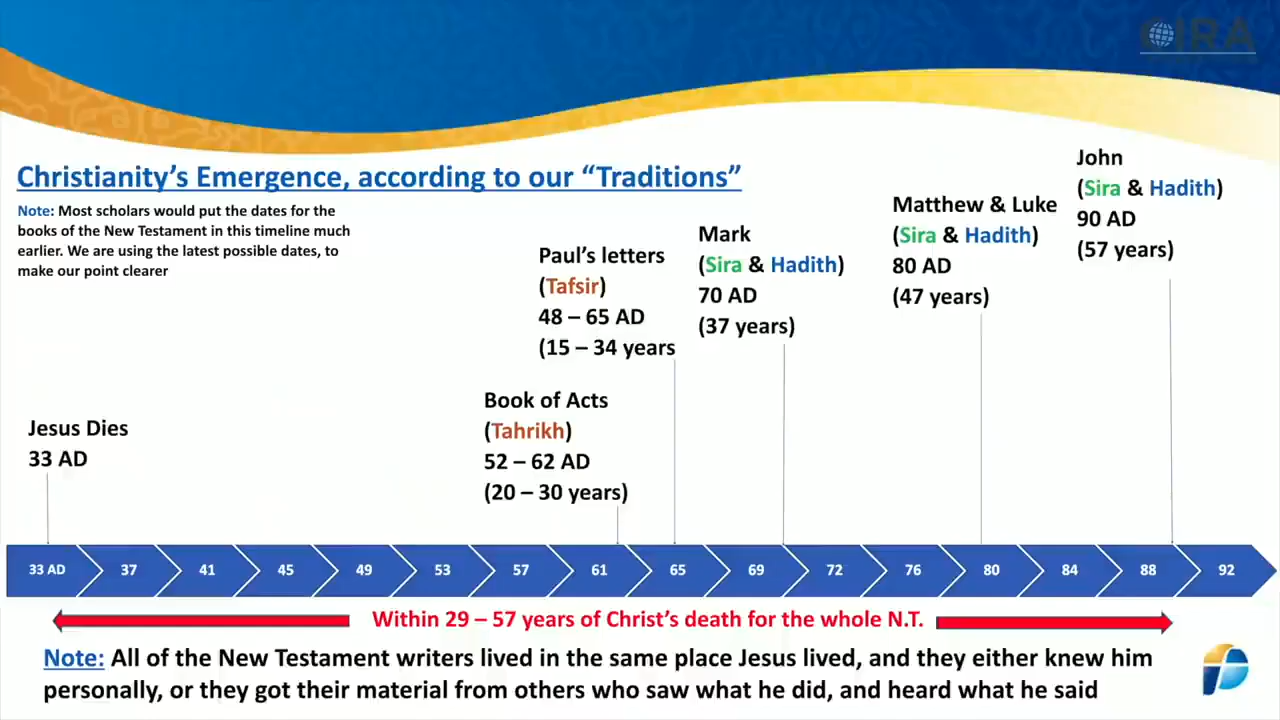 CIRA
Christianity's Emergence, according to our “Traditions”
Note: Most scholars would put the dates for the
books of the New Testament in this timeline much
earlier. We are using the latest possible dates, to
make our point clearer
Jesus Dies
33 AD
Book of Acts
(Tahrikh)
52 – 62 AD
(20 – 30 years)
Paul's letters
(Tafsir)
48 – 65 AD
(15 – 34 years
Mark
(Sira & Hadith)
70 AD
(37 years)
Matthew & Luke
(Sira & Hadith)
80 AD
(47 years)
John
(Sira & Hadith)
90 AD
(57 years)
33 AD 37 41 45 49 53 57 61 65 69 72 76 80 84 88 92
Within 29 – 57 years of Christ's death for the whole N.T.
Note: All of the New Testament writers lived in the same place Jesus lived, and they either knew him
personally, or they got their material from others who saw what he did, and heard what he said